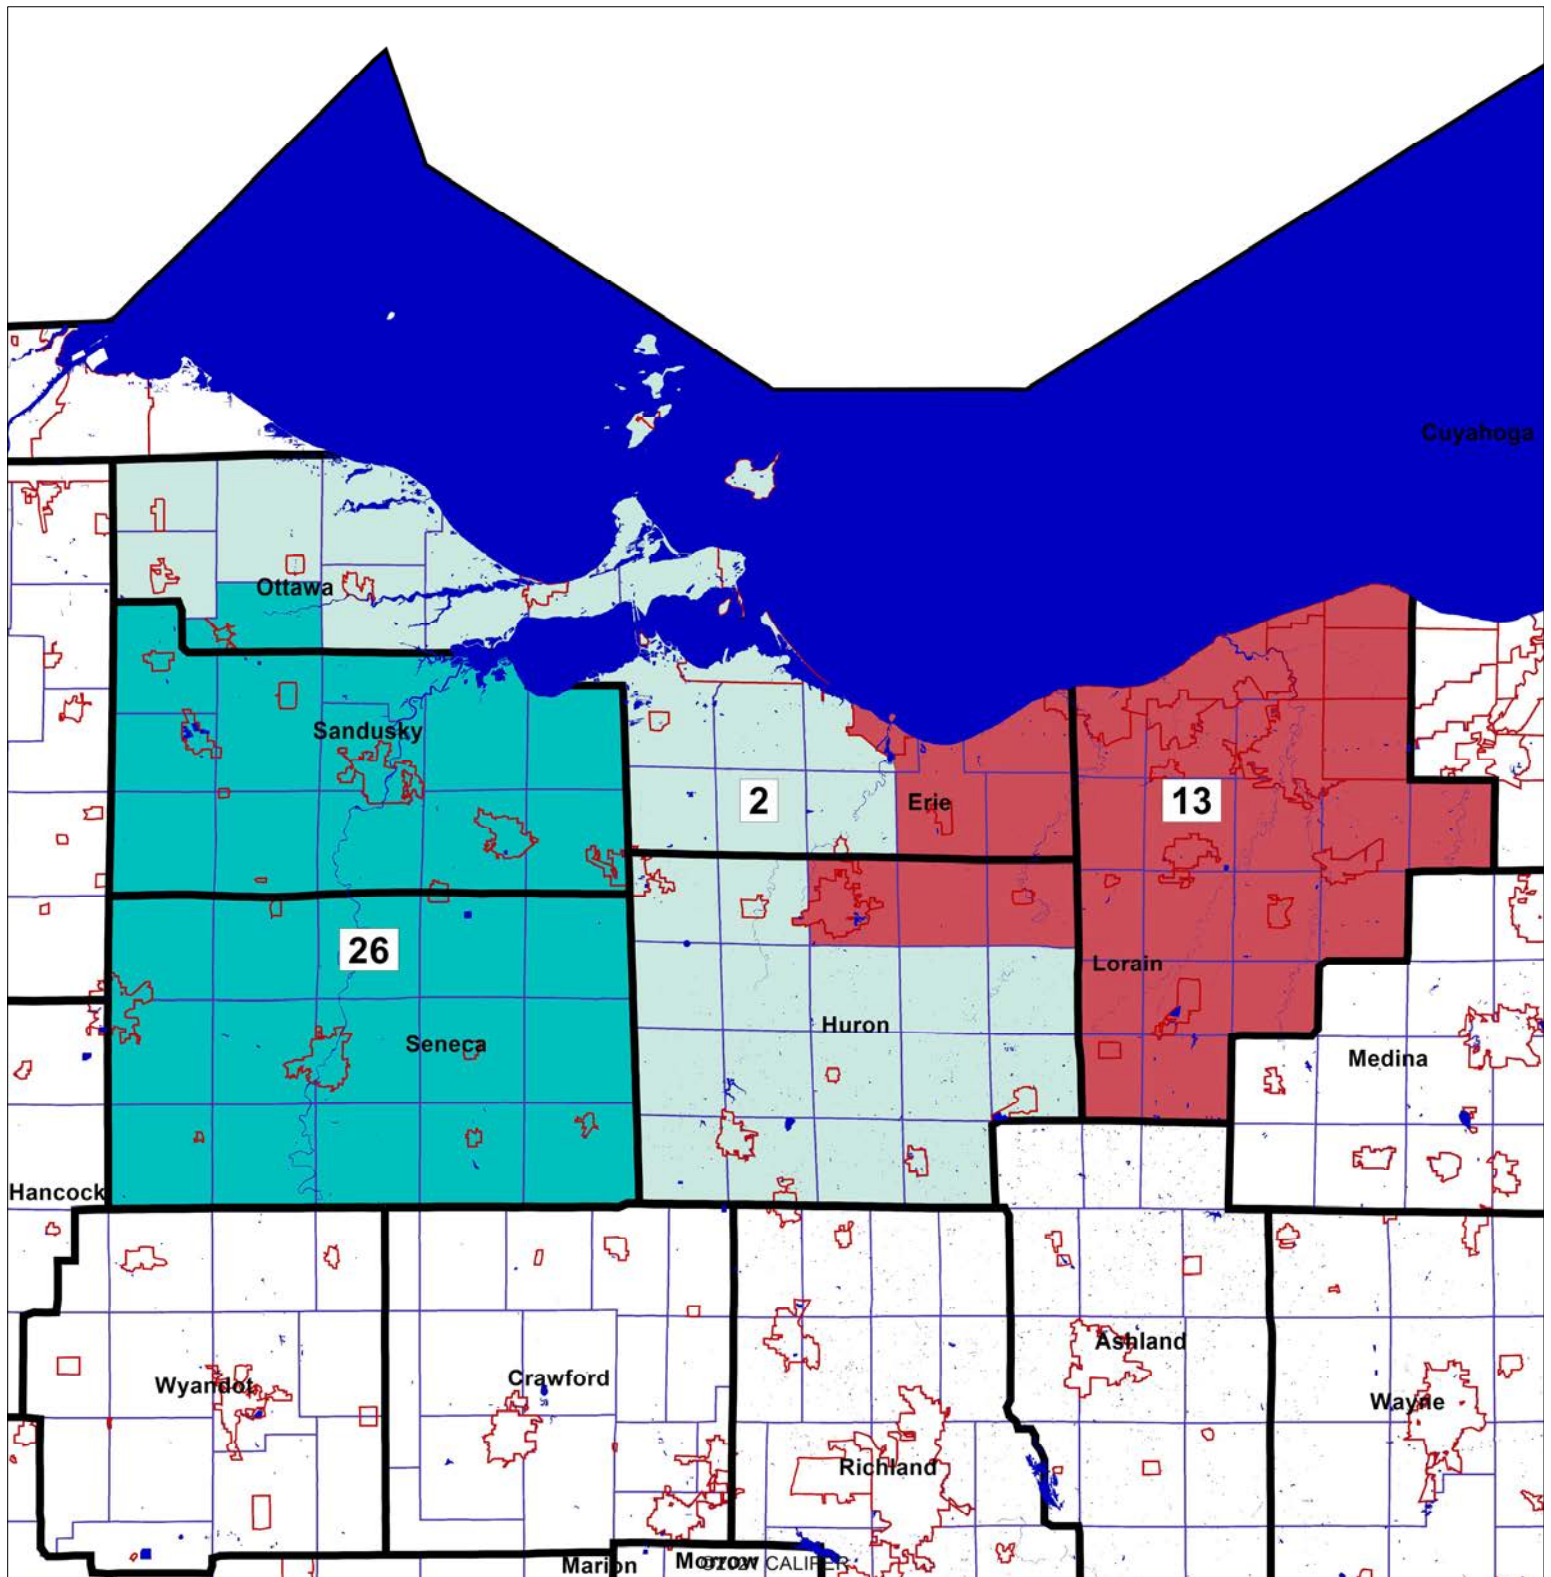 Cuyahoga
Ottawa
Sandusky
2
Erie
13
26
Lorain
Huron
Seneca
Medina
Hancock
Ashland
Crawford
Wyandot
Wayne
Richland
Marion
Morrow
CALIPER